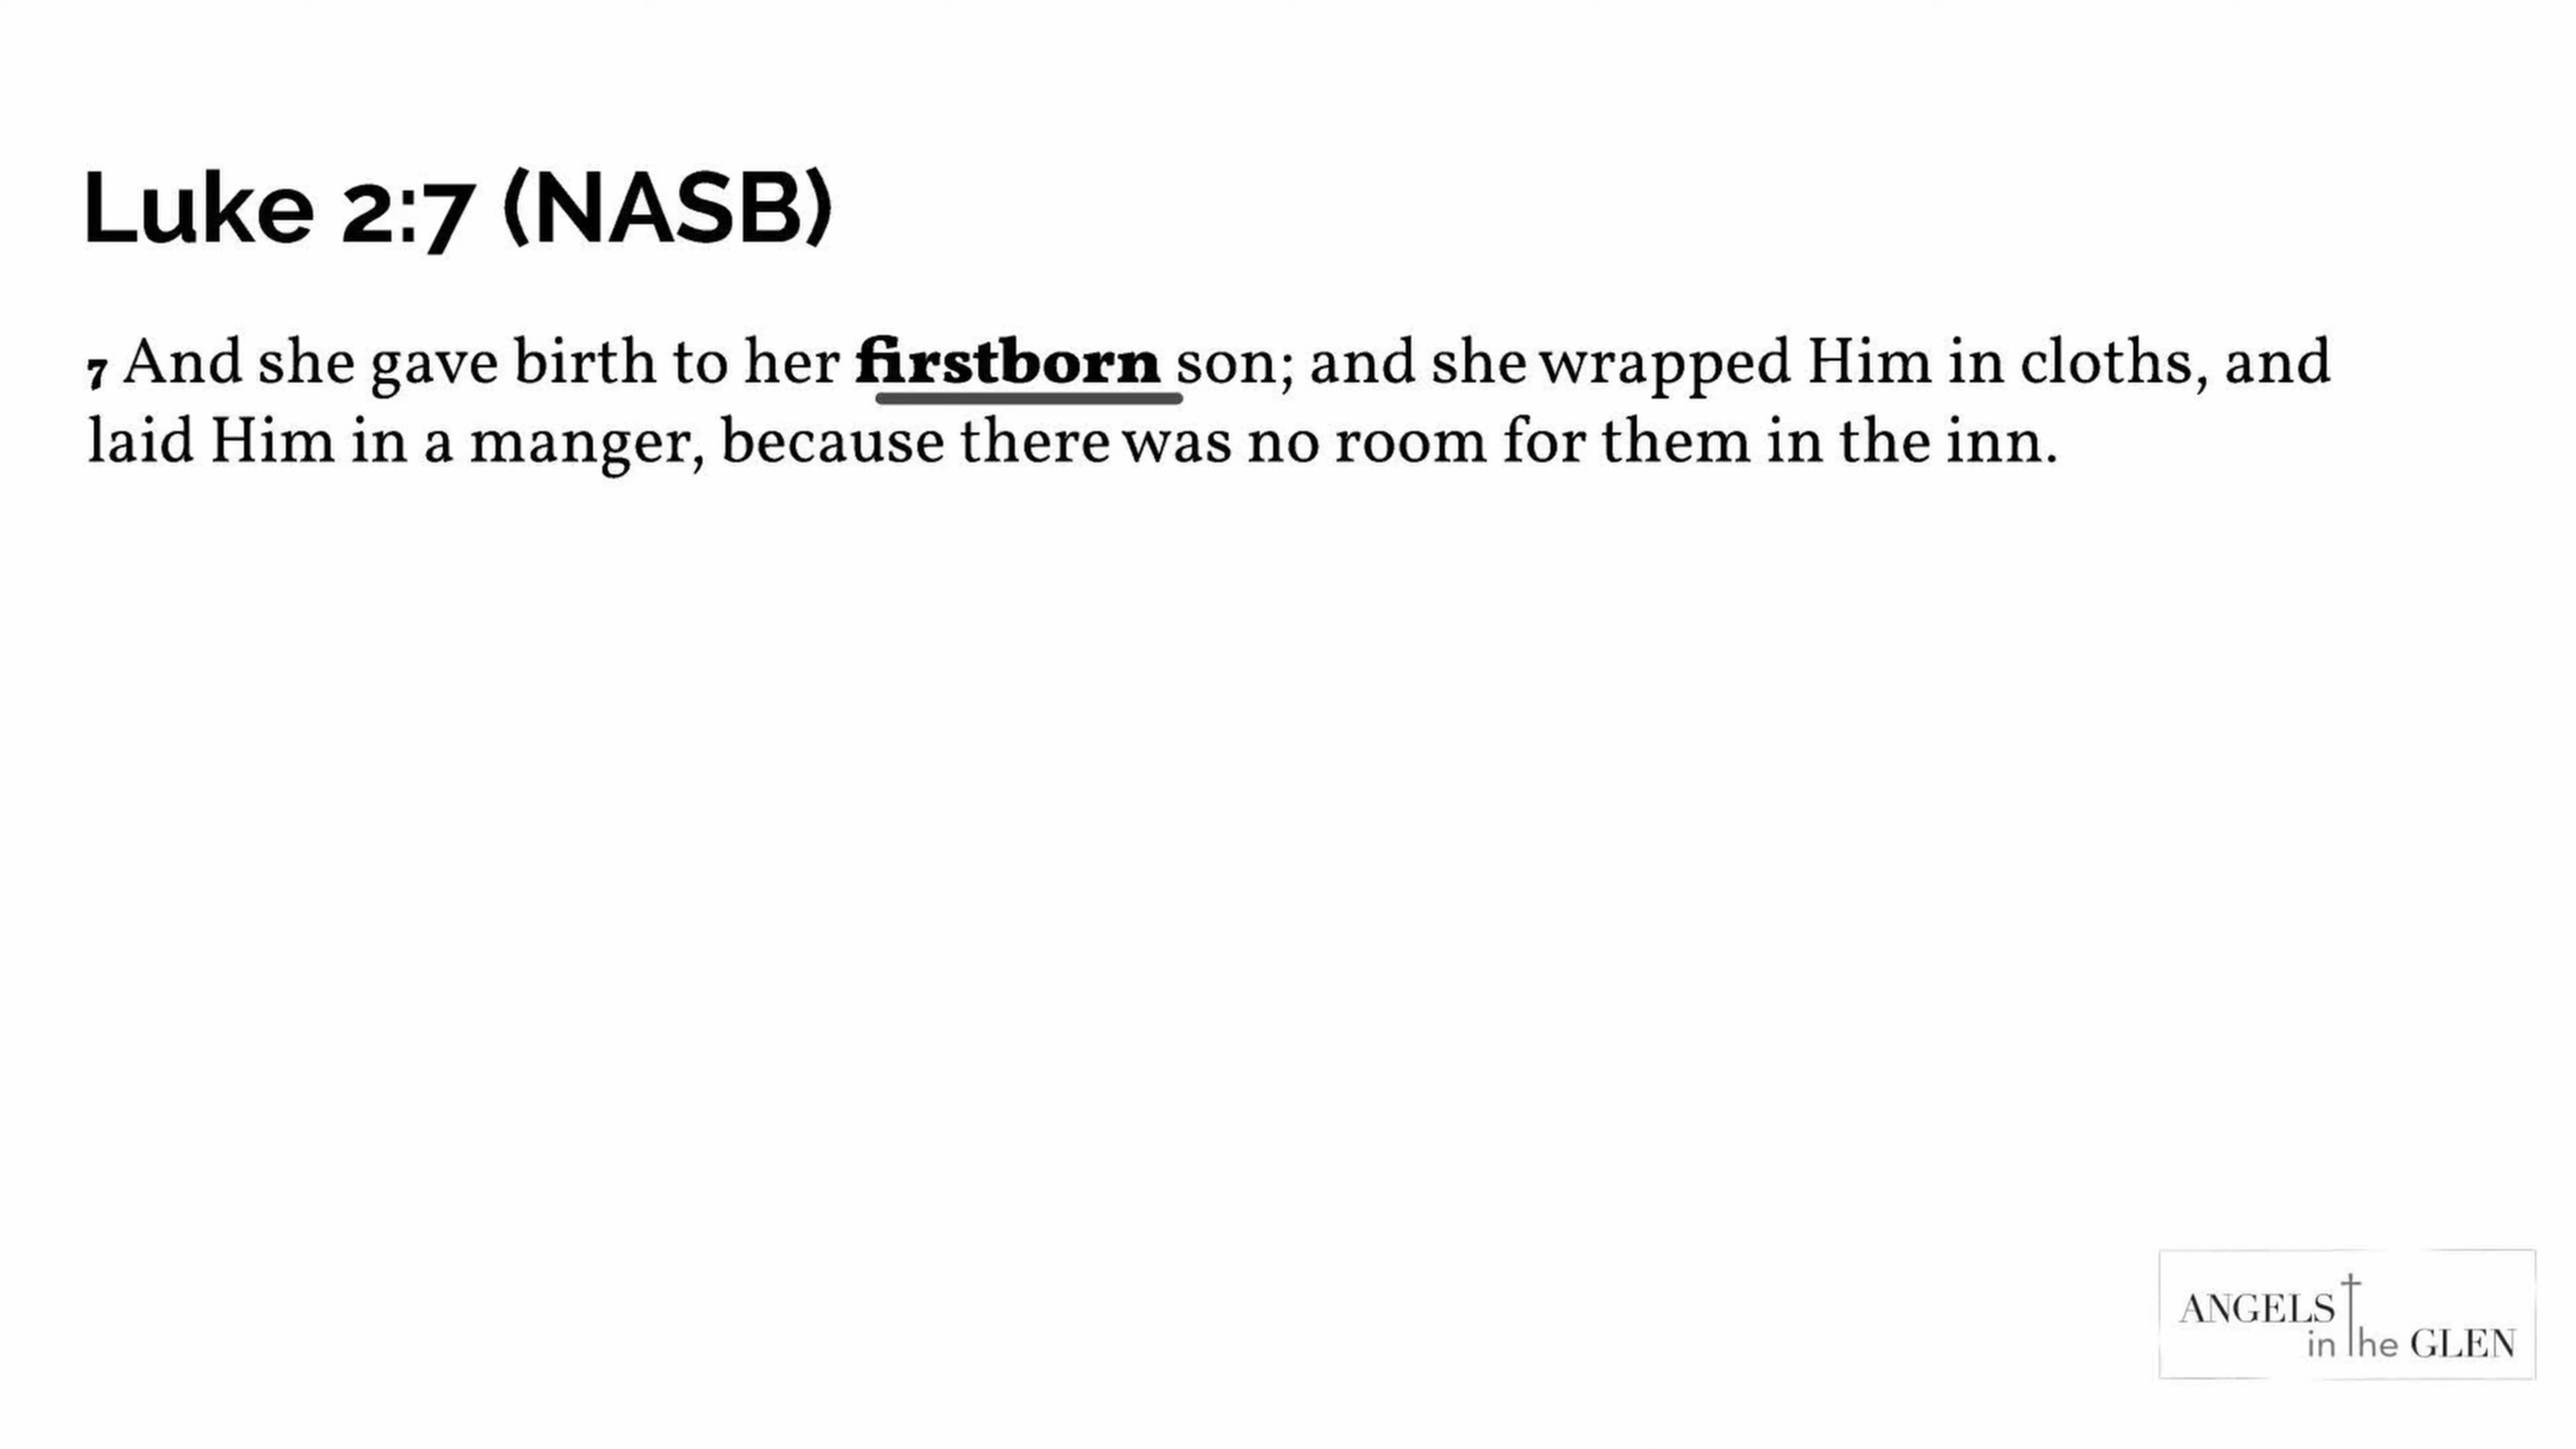 Luke 2:7 (NASB)
7 And she gave birth to her firstborn son; and she wrapped Him in cloths, and
laid Him in a manger, because there was no room for them in the inn.
ANGELS
in the GLEN